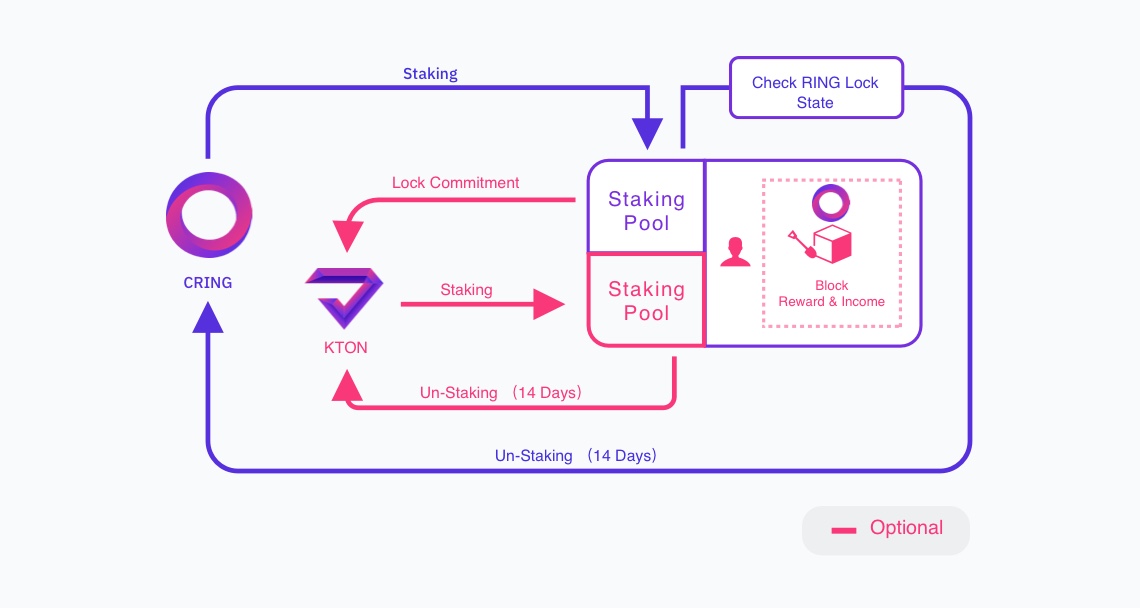 Staking
Check RING Lock
State
Lock Commitment
Staking
Pool
CRING
Staking
Staking
Pool
Block
Reward & Income
KTON
Un-Staking （14 Days）
Un-Staking （14 Days）
Optional